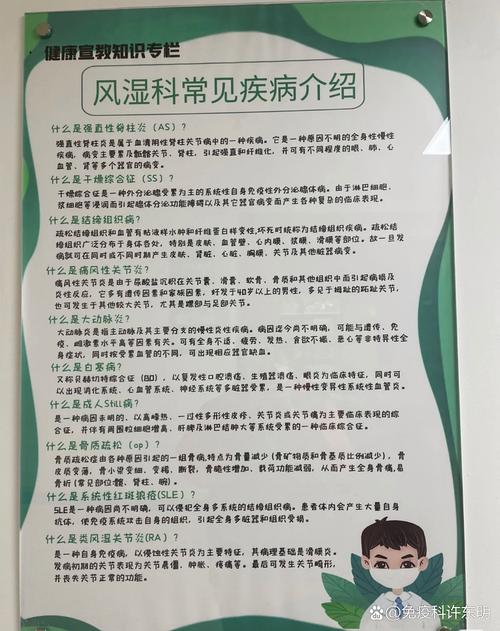 健康宣教知识专栏
风湿科常见疾病介绍
什么是强直性脊柱炎（AS）？
强直性脊柱炎是属于血清阴性脊柱关节病中的一种疾病。它是一种原因不明的全身性慢性
疾病，病变主要累及骶髂关节、脊柱，引起强直和纤维化，并可有不同程度的眼、肺、心
血管、肾等多个器官的病变。
什么是干燥综合征（SS）？
干燥综合征是一种外分泌腺受累为主的系统性自身免疫性外分泌腺体病。由于淋巴细胞、
浆细胞等浸润而引起腺体分泌功能障碍以及其它器官病变而产生各种复杂的临床表现。
什么是结缔组织病？
疏松结缔组织和血管有粘液样水肿和纤维蛋白样变性，坏死时统称为结缔组织疾病。疏松
结缔组织广泛分布于身体各处，特别是皮肤、血管壁、心内膜、浆膜、滑膜等部位。故一旦发
病就可在同时或不同时期产生皮肤、肾脏、心脏、胸膜、关节及其他脏器病变。
什么是痛风性关节炎？
痛风性关节炎是由于尿酸盐沉积在关节囊、滑囊、软骨、骨质和其他组织中而引起病损及
炎性反应，它多有遗传因素和家族因素，好发于40岁以上的男性，多见于拇趾的跖趾关节，
也可发生于其他较大关节，尤其是踝部与足部关节。
什么是大动脉炎？
大动脉炎是指主动脉及其主要分支的慢性炎性疾病。病因迄今尚不明确，可能与遗传、免
疫、雌激素水平高等因素有关。可有全身不适、疲劳、发热、食欲不振、恶心等非特异性全
身症状，同时按受累血管的不同，可出现相应器官缺血。
什么是白塞病？
又称贝赫切特综合征（BD），以复发性口腔溃疡、生殖器溃疡、眼炎为临床特征，同时可
以出现消化系统、心血管系统、神经系统等多脏器受累，是一种慢性变异性系统性血管炎。
什么是成人Still病？
是一种病因未明的，以高峰热、一过性多形性皮疹、关节炎或关节痛为主要临床表现的综
合征，并伴有周围粒细胞增高、肝脾及淋巴结肿大等系统受累的一种临床综合征。
什么是骨质疏松（op）？
骨质疏松症由各种原因引起的一组骨病,特点为骨量减少（骨矿物质和骨基质比例减少），骨
皮质变薄，骨小梁变细、变稀，断裂，骨脆性增加，载荷功能减弱，从而产生全身骨痛,易
骨折（常见部位:髋、脊柱、腕）。
什么是系统性红斑狼疮(SLE)？
SLE是一种病因尚不明确，可以侵犯全身多系统的结缔组织病。患者体内会产生大量自身
抗体，使免疫系统攻击自身的组织，引起全身多脏器和组织受损。
什么是类风湿关节炎(RA)？
是一种自身免疫病，以侵蚀性关节炎为主要特征，其病理基础是滑膜炎。
发病初期的关节表现为关节晨僵、肿胀、疼痛等。最后可发生关节畸形，
并丧失关节正常的功能。
百家号/免疫科许东明